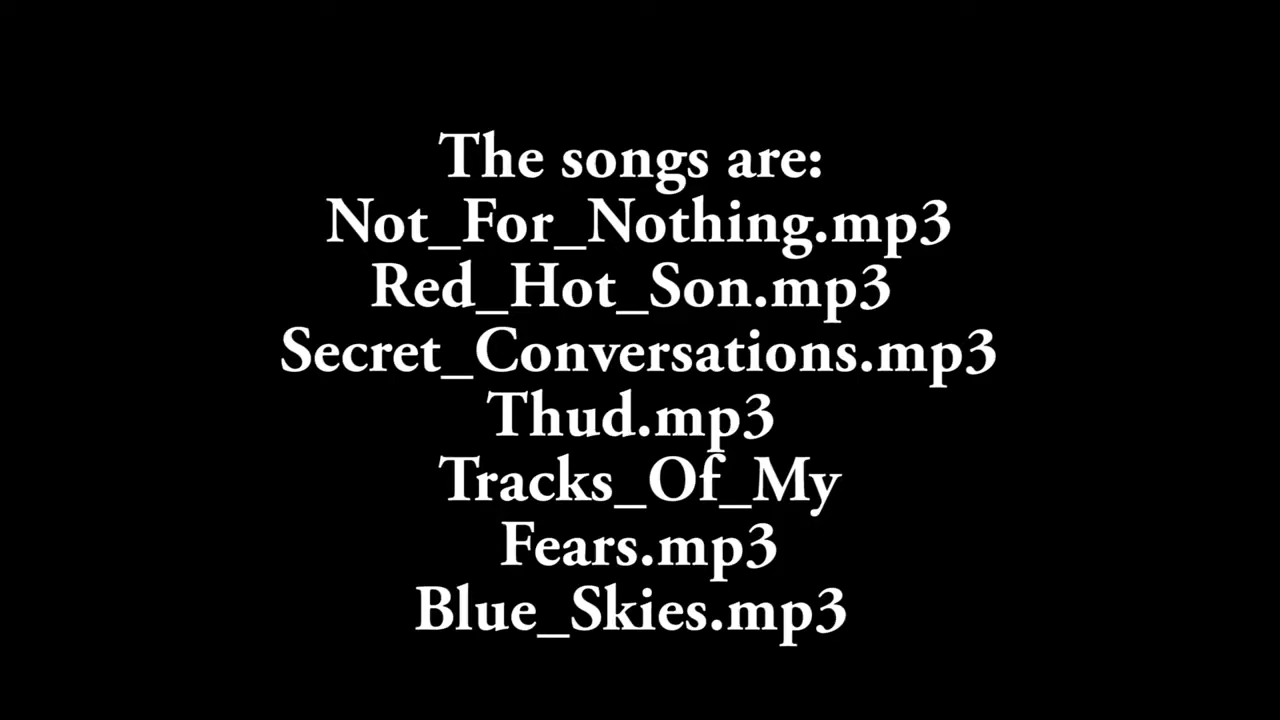 The songs are:
Not_For_Nothing.mp3
Red_Hot_Son.mp3
Secret_Conversations.mp3
Thud.mp3
Tracks_Of_My
Fears.mp3
Blue_Skies.mp3